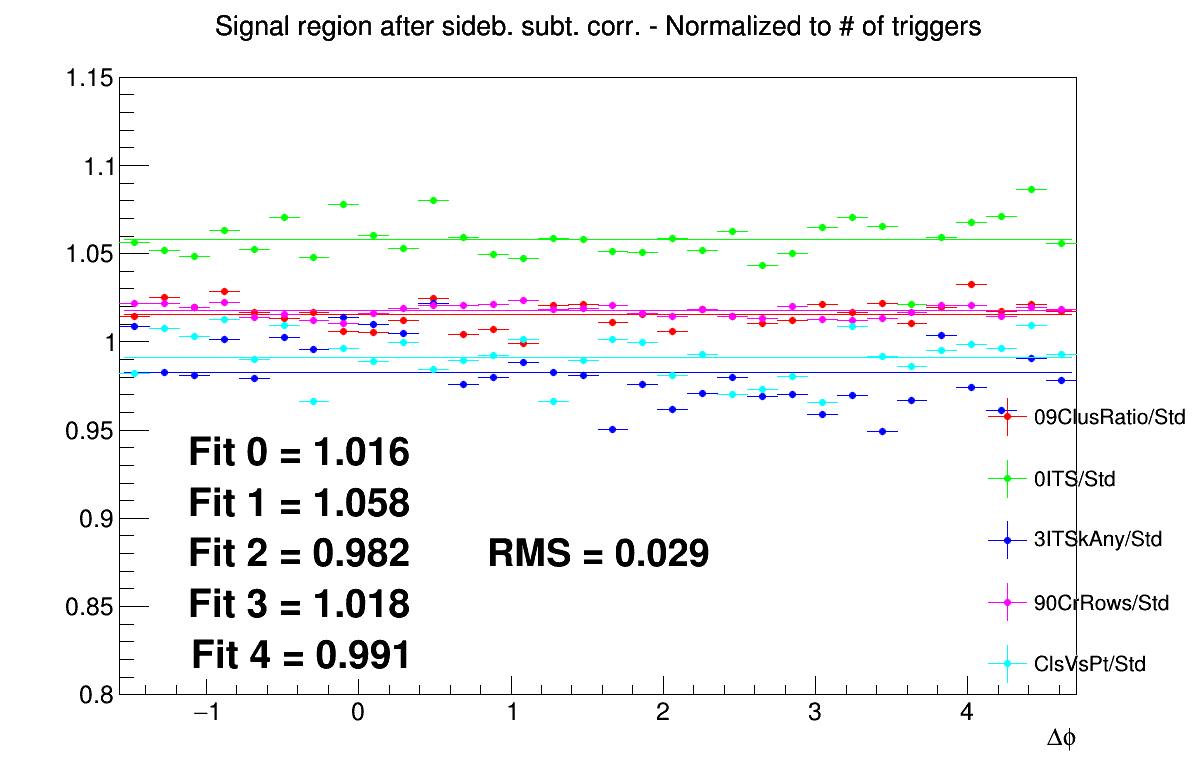 Signal region after sideb. subt. corr. - Normalized to # of triggers
1.15
1.1
1.05
1
0.95
0.9
0.85
0.8
−1
0
1
2
3
4
Δϕ
Fit 0 = 1.016
Fit 1 = 1.058
Fit 2 = 0.982
RMS = 0.029
Fit 3 = 1.018
Fit 4 = 0.991
09ClusRatio/Std
0ITS/Std
3ITSkAny/Std
90CrRows/Std
ClsVsPt/Std